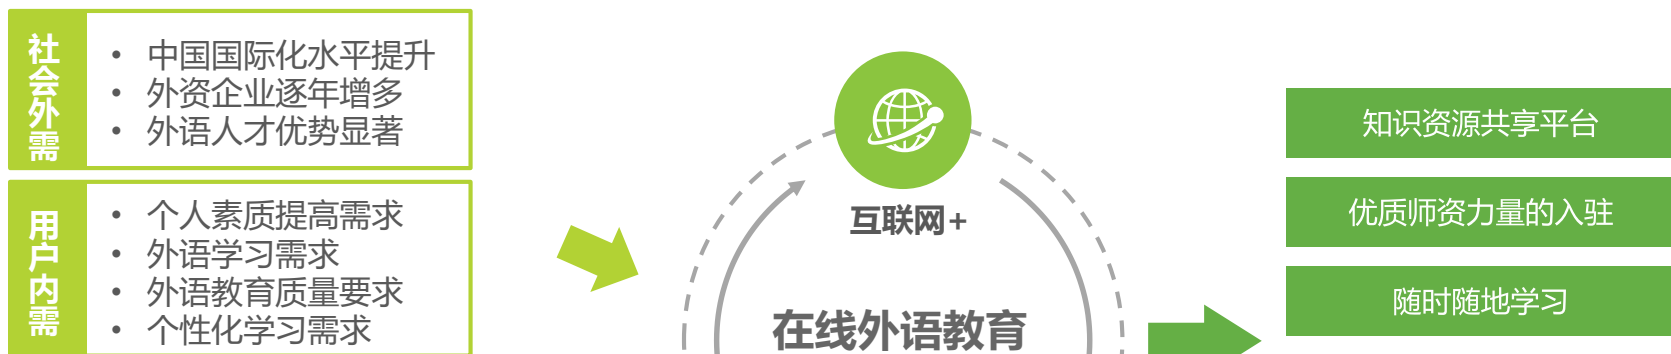 社会外需
• 中国国际化水平提升
• 外资企业逐年增多
• 外语人才优势显著
用户内需
• 个人素质提高需求
• 外语学习需求
• 外语教育质量要求
• 个性化学习需求
互联网+
在线外语教育
知识资源共享平台
优质师资力量的入驻
随时随地学习